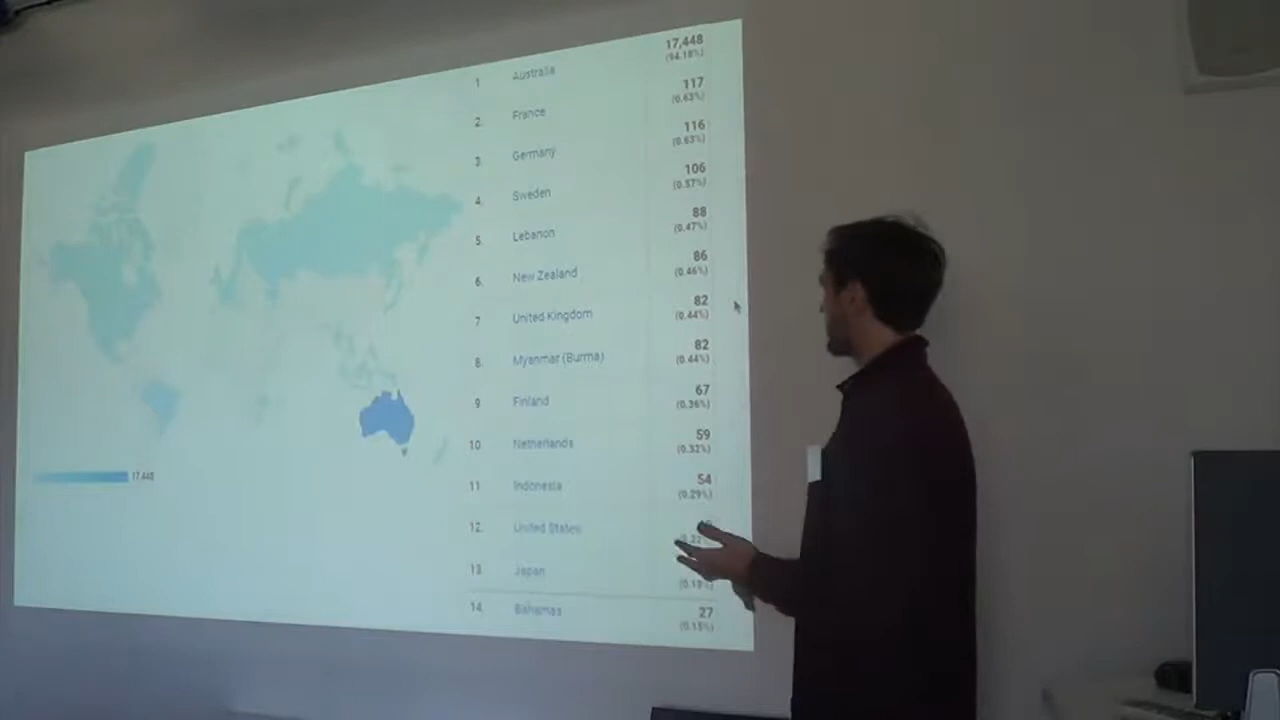 17,448
(94.18%)
1 Australia
117
(0.63%)
2. France
116
(0.63%)
3. Germany
106
(0.57%)
4. Sweden
88
(0.47%)
5. Lebanon
86
(0.46%)
6. New Zealand
82
(0.44%)
7 United Kingdom
82
(0.44%)
8. Myanmar (Burma)
67
(0.36%)
9 Finland
59
(0.32%)
10. Netherlands
54
(0.29%)
11 Indonesia
12. United States
13. Japan
14. Bahamas
27
(0.15%)
17,448